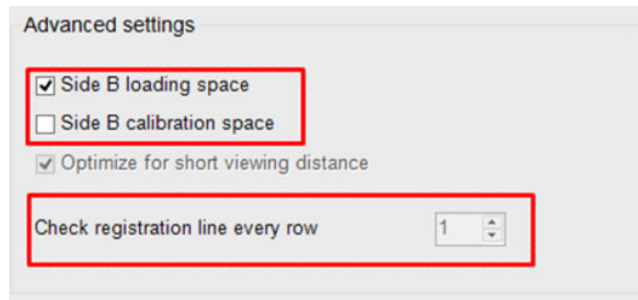 Advanced settings
Side B loading space
Side B calibration space
Optimize for short viewing distance
Check registration line every row 1